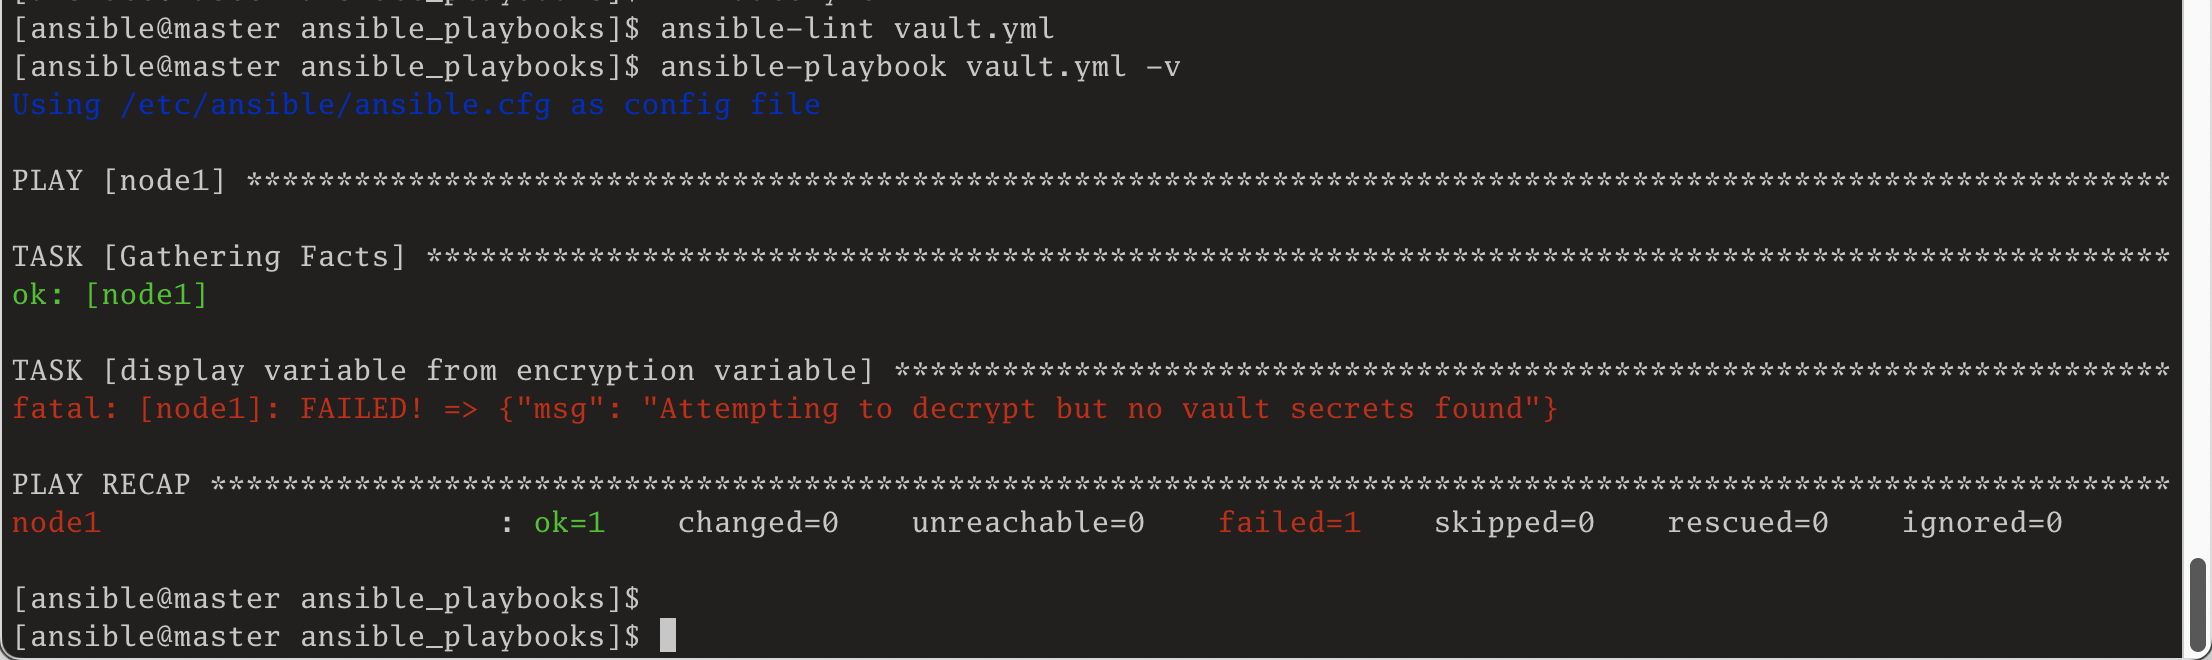 [ansible@master ansible_playbooks]$ ansible-lint vault.yml
[ansible@master ansible_playbooks]$ ansible-playbook vault.yml -v
Using /etc/ansible/ansible.cfg as config file
PLAY [node1] ***********************************************************************************************************
TASK [Gathering Facts] *************************************************************************************************
ok: [node1]
TASK [display variable from encryption variable] ***********************************************************************
fatal: [node1]: FAILED! => {"msg": "Attempting to decrypt but no vault secrets found"}
PLAY RECAP *************************************************************************************************************
node1                      : ok=1    changed=0    unreachable=0    failed=1    skipped=0    rescued=0    ignored=0
[ansible@master ansible_playbooks]$
[ansible@master ansible_playbooks]$